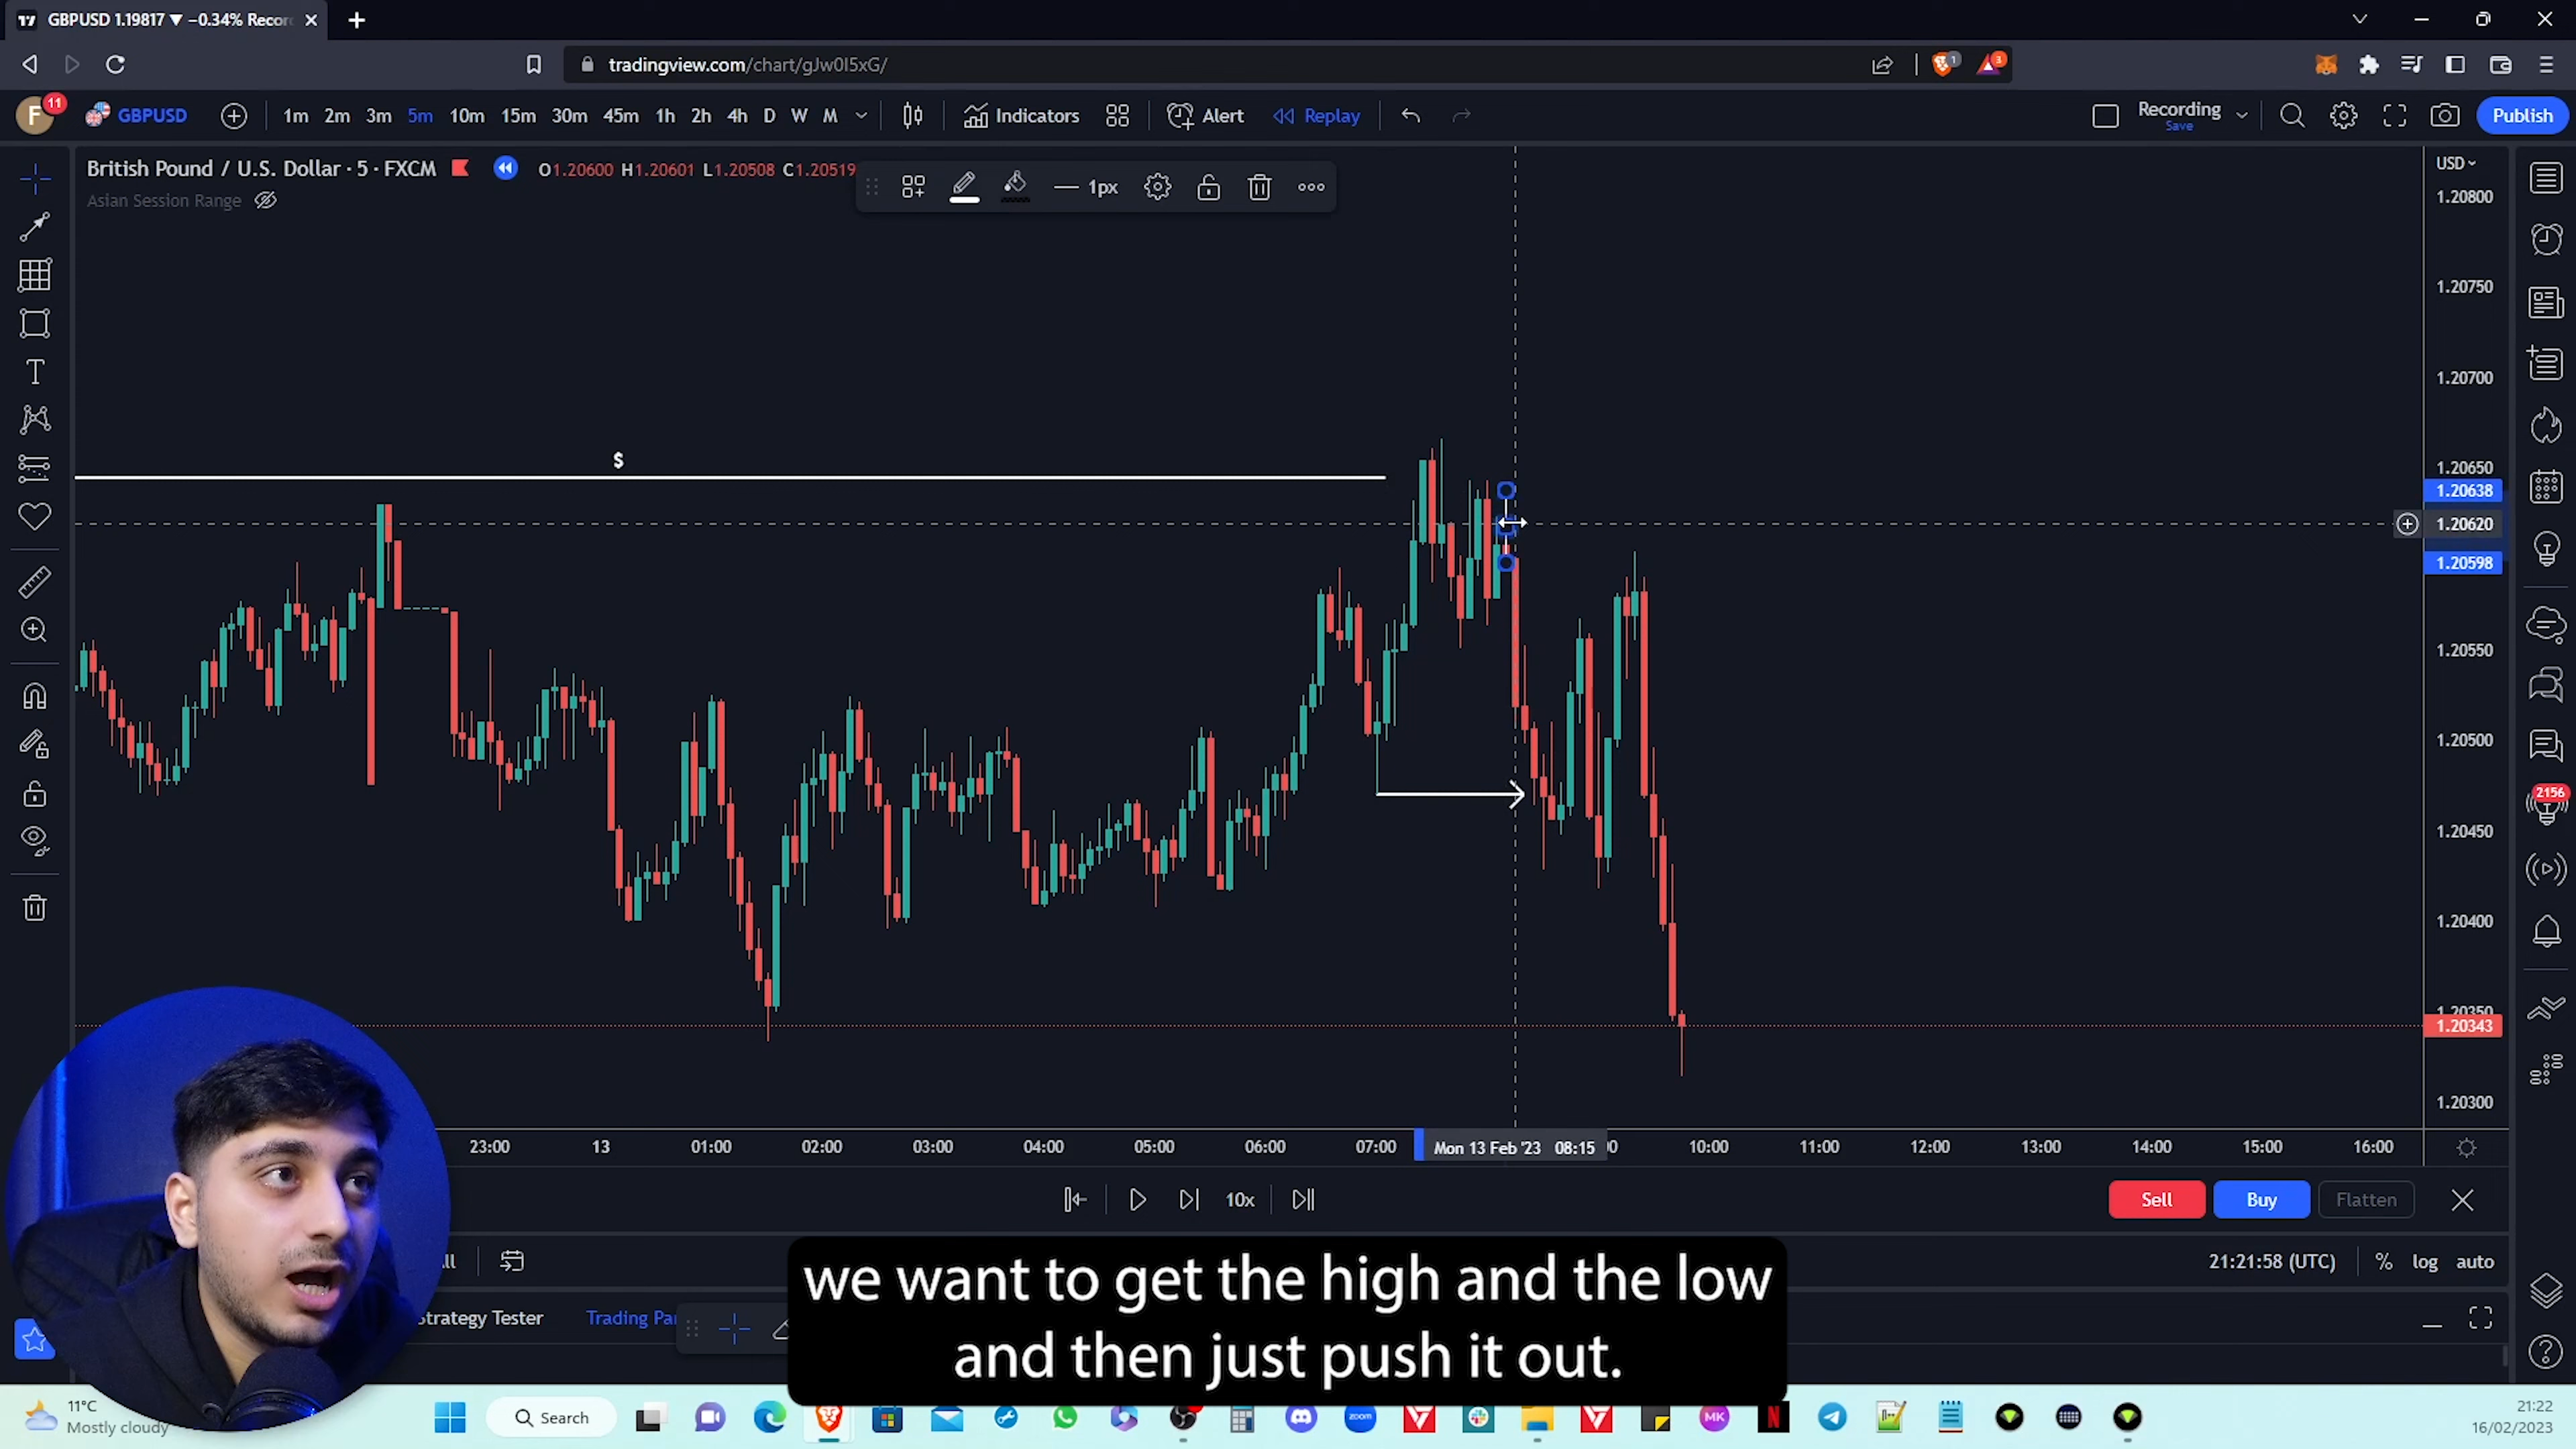 GBPUSD 1.19817 ▼ −0.34% Recor
tradingview.com/chart/gJw0I5xG/
1
3
F
11
GBPUSD
1m 2m 3m 5m 10m 15m 30m 45m 1h 2h 4h D W M
Indicators
Alert
Replay
Recording
Save
Publish
British Pound / U.S. Dollar · 5 · FXCM
O1.20600 H1.20601 L1.20508 C1.20519
1px
Asian Session Range
USD
1.20800
1.20750
1.20700
$
1.20650
1.20638
1.20620
1.20598
1.20550
1.20500
2156
1.20450
1.20400
1.20343
1.20300
23:00 13 01:00 02:00 03:00 04:00 05:00 06:00 07:00 Mon 13 Feb '23 08:15 10:00 11:00 12:00 13:00 14:00 15:00 16:00
10x
Sell
Buy
Flatten
21:21:58 (UTC)
%
log
auto
Strategy Tester
Trading Pa
we want to get the high and the low
and then just push it out.
11°C
Mostly cloudy
Search
zoom
MK
N
21:22
16/02/2023